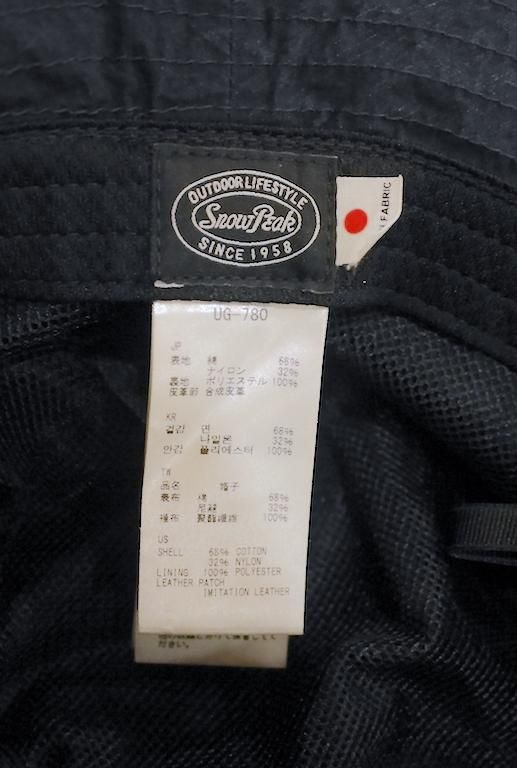 OUTDOOR LIFESTYLE
Snow Peak
SINCE 1958
FABRIC
UG-780
JP
表地 綿 68%
ナイロン 32%
裏地 ポリエステル 100%
皮革部 合成皮革
KR
겉감 면 68%
나일론 32%
안감 폴리에스터 100%
TW
品名 帽子
表布 棉 68%
尼龍 32%
裡布 聚酯纖維 100%
US
SHELL 68% COTTON
32% NYLON
LINING 100% POLYESTER
LEATHER PATCH
IMITATION LEATHER
ください。